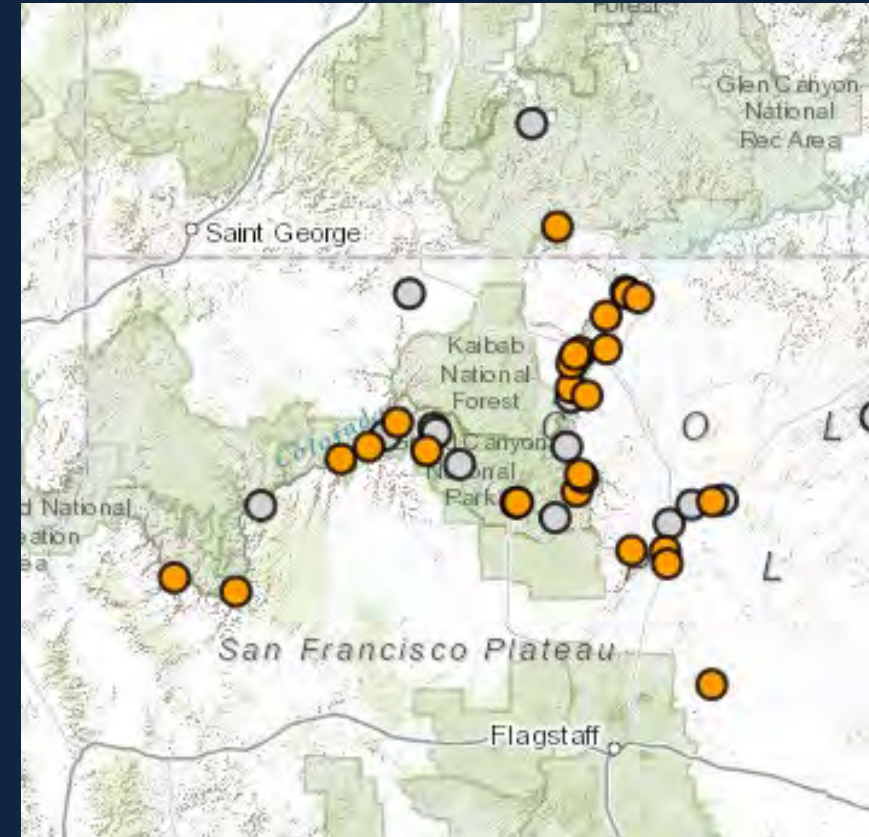 Forest
Glen Canyon
National
Rec Area
Saint George
Kaibab
National
Forest
Colorado
Canyon
National
Park
O
L
d National
eation
ea
L
San Francisco Plateau
Flagstaff